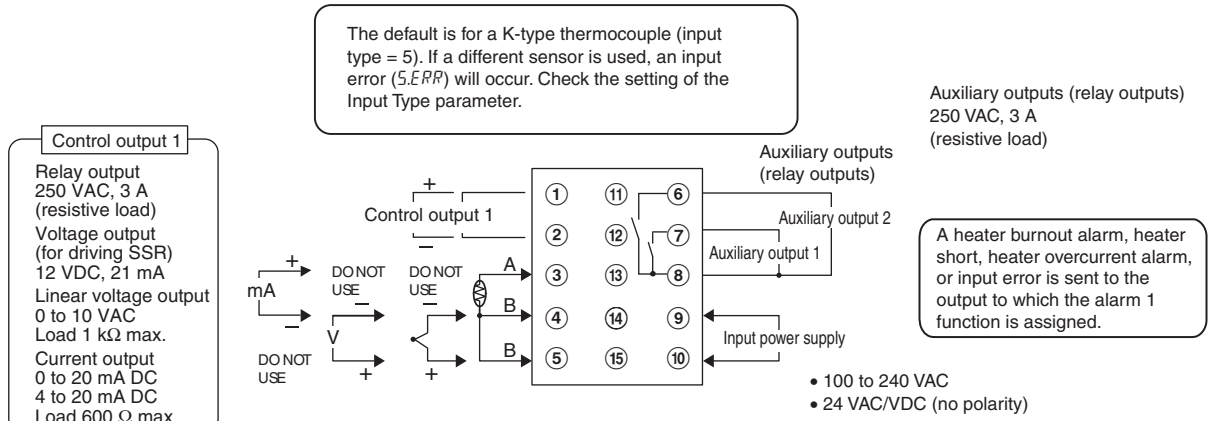 The default is for a K-type thermocouple (input
type = 5). If a different sensor is used, an input
error (S.ERR) will occur. Check the setting of the
Input Type parameter.
Auxiliary outputs (relay outputs)
250 VAC, 3 A
(resistive load)
Control output 1
Relay output
250 VAC, 3 A
(resistive load)
Voltage output
(for driving SSR)
12 VDC, 21 mA
Linear voltage output
0 to 10 VAC
Load 1 kΩ max.
Current output
0 to 20 mA DC
4 to 20 mA DC
Load 600 Ω max.
Auxiliary outputs
(relay outputs)
+
Control output 1
−
mA
+
−
DO NOT
USE
−
V
DO NOT
USE
+
DO NOT
USE
−
+
A
B
B
1
2
3
4
5
11
12
13
14
15
6
7
8
9
10
Auxiliary output 2
Auxiliary output 1
Input power supply
• 100 to 240 VAC
• 24 VAC/VDC (no polarity)
A heater burnout alarm, heater
short, heater overcurrent alarm,
or input error is sent to the
output to which the alarm 1
function is assigned.